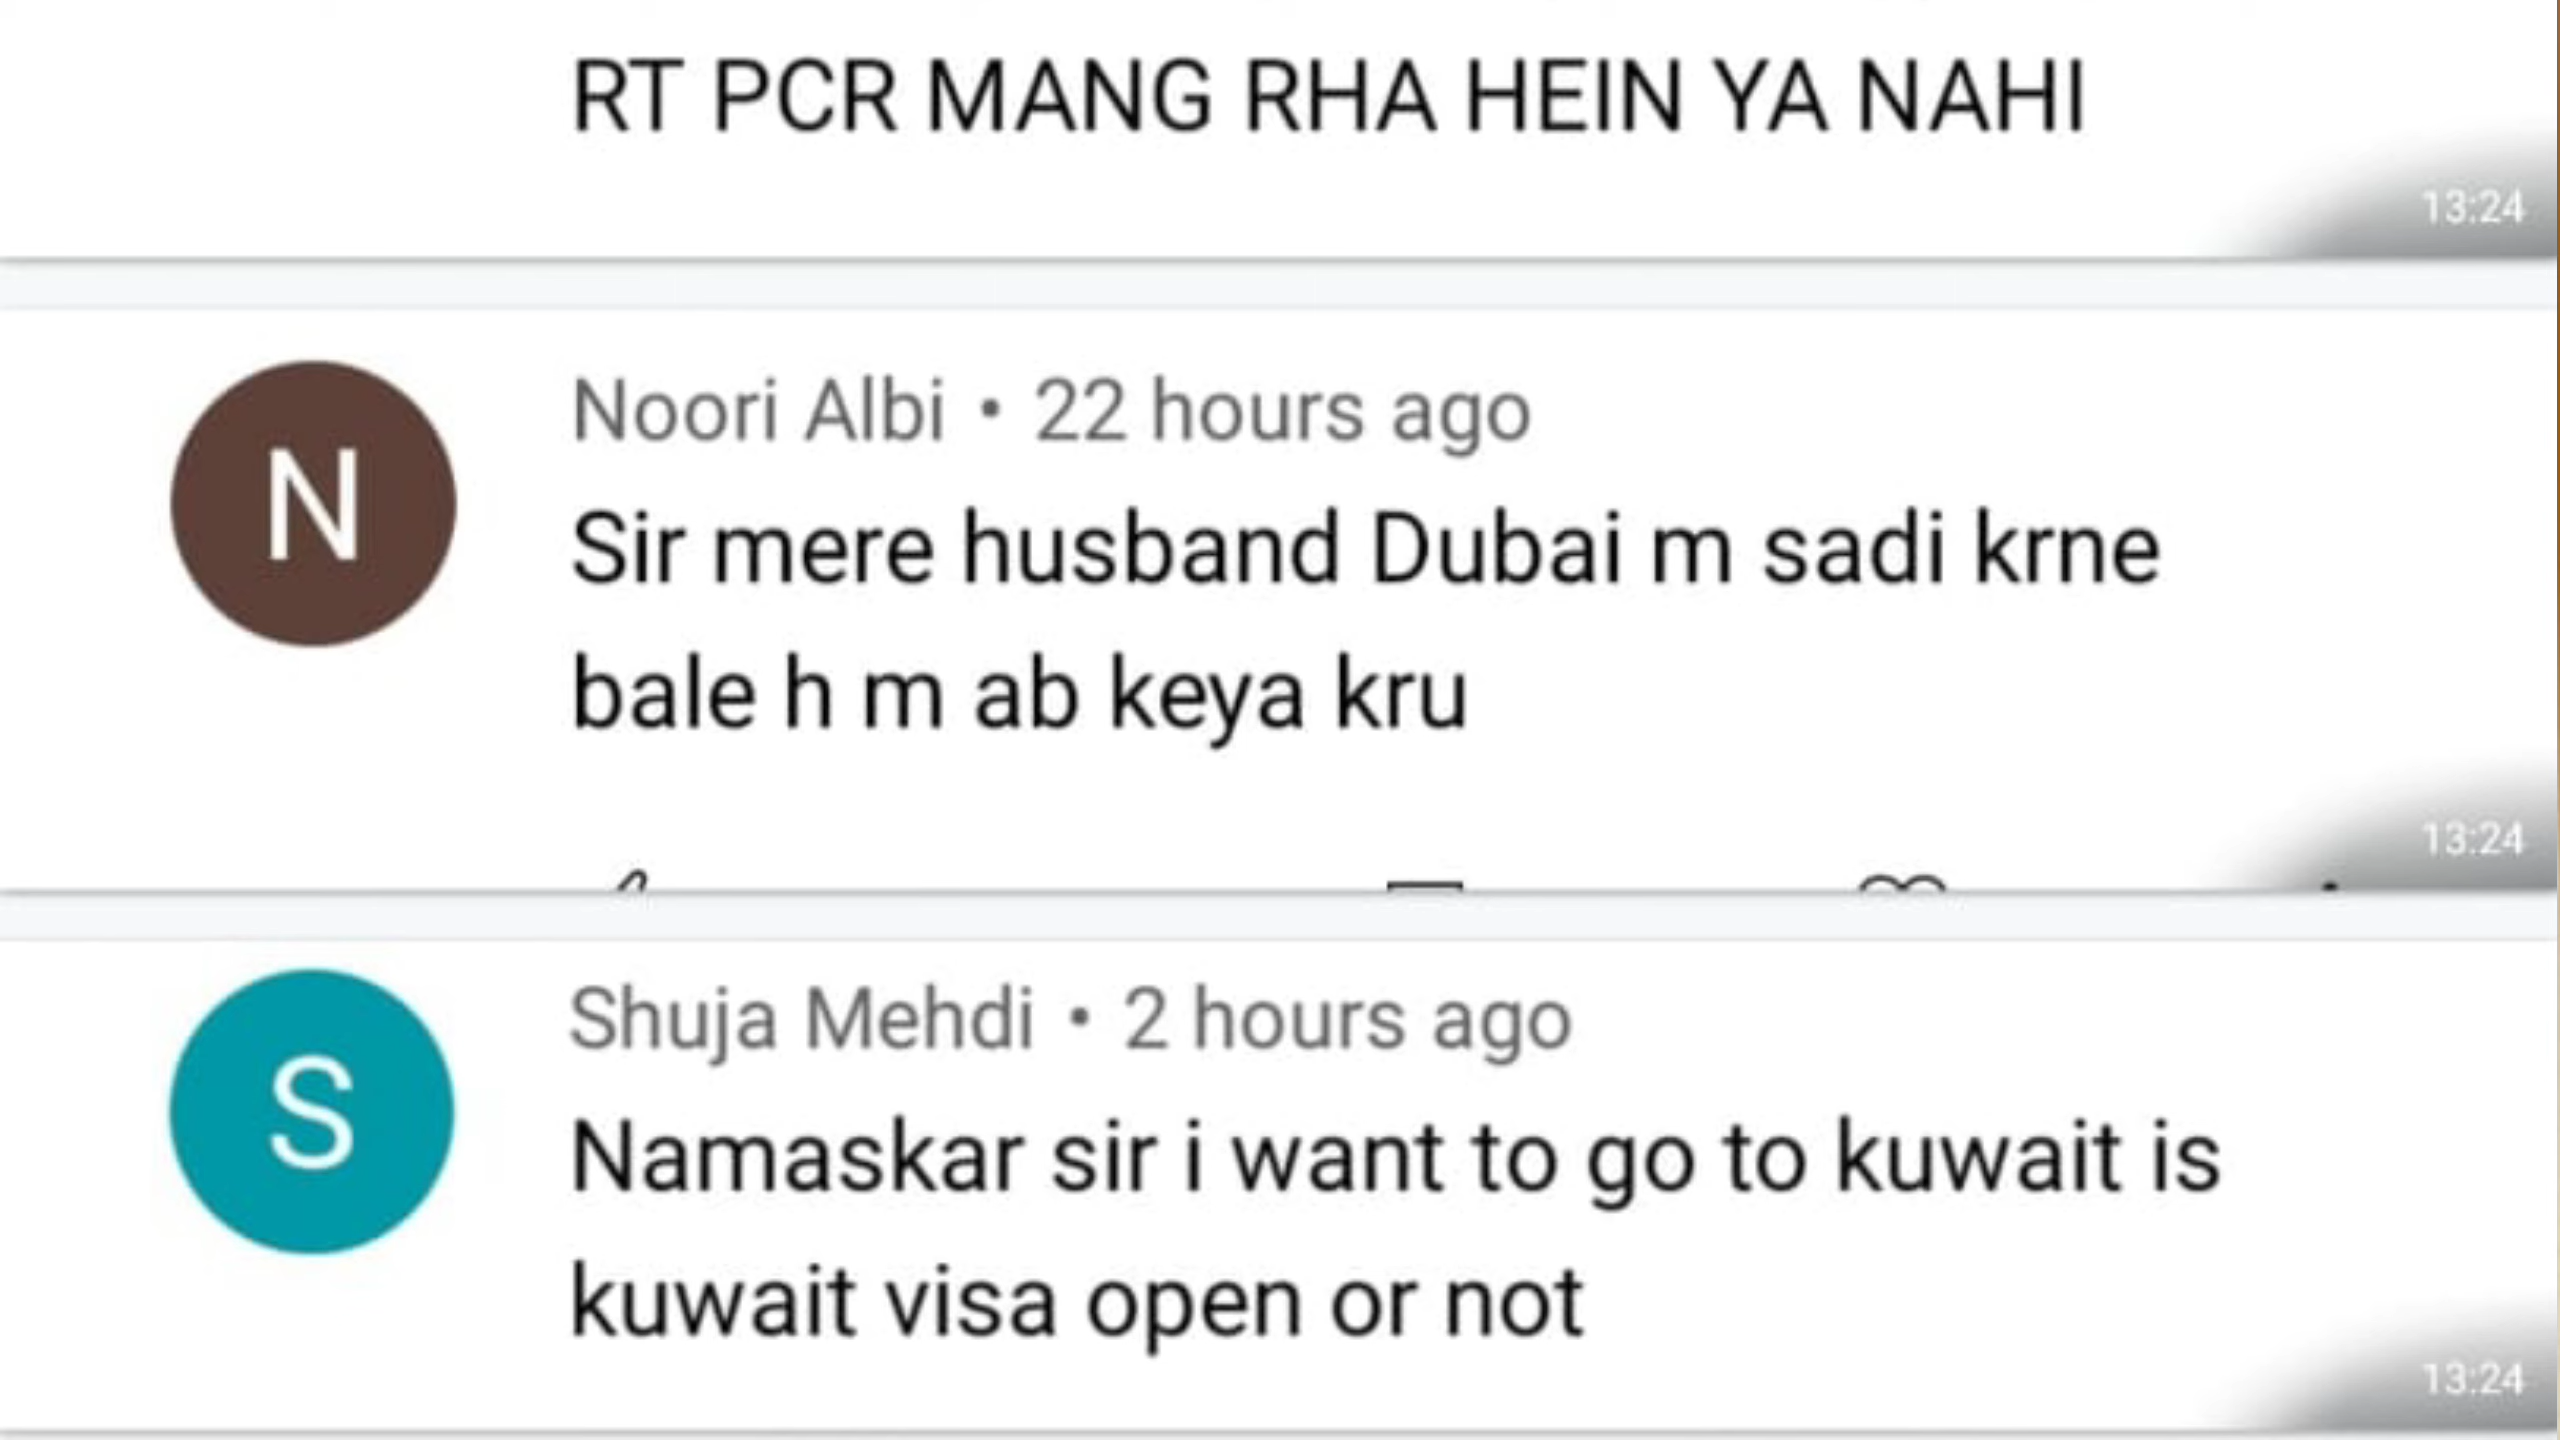 RT PCR MANG RHA HEIN YA NAHI
13:24
N
Noori Albi • 22 hours ago
Sir mere husband Dubai m sadi krne
bale h m ab keya kru
13:24
S
Shuja Mehdi • 2 hours ago
Namaskar sir i want to go to kuwait is
kuwait visa open or not
13:24